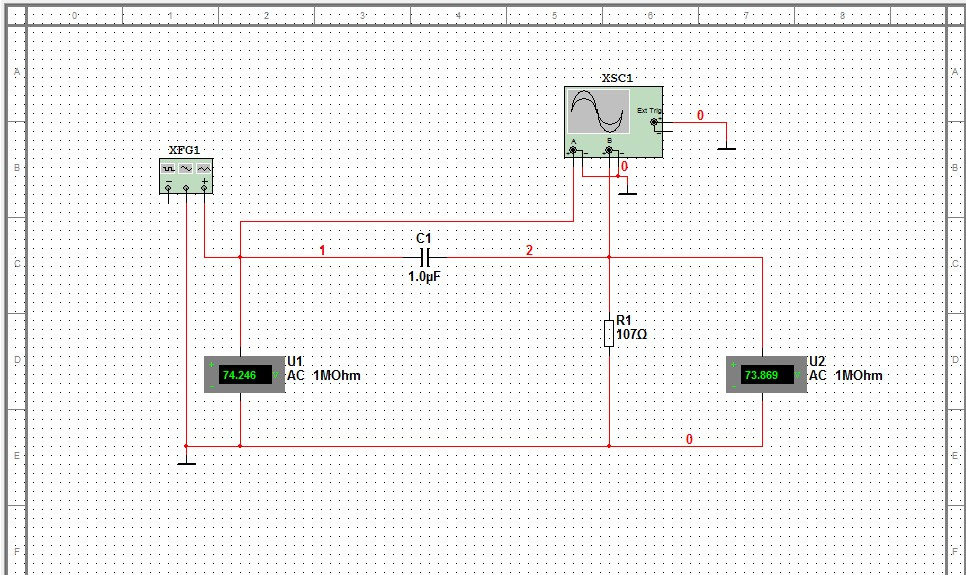 0 1 2 3 4 5 6 7 8
A A
XSC1
Ext Trig
+
0
A B
XFG1
B B
0
C1
1 2
C C
1.0µF
R1
107Ω
U1 U2
D D
74.246 V AC 1MOhm
73.869 V AC 1MOhm
0
E E
F F